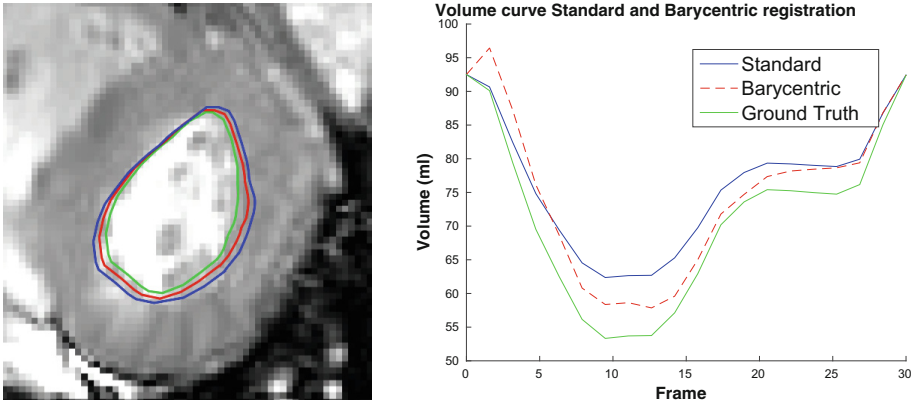 Volume curve Standard and Barycentric registration
100
95
90
85
80
75
70
65
60
55
50
Volume (ml)
Standard
Barycentric
Ground Truth
0 5 10 15 20 25 30
Frame